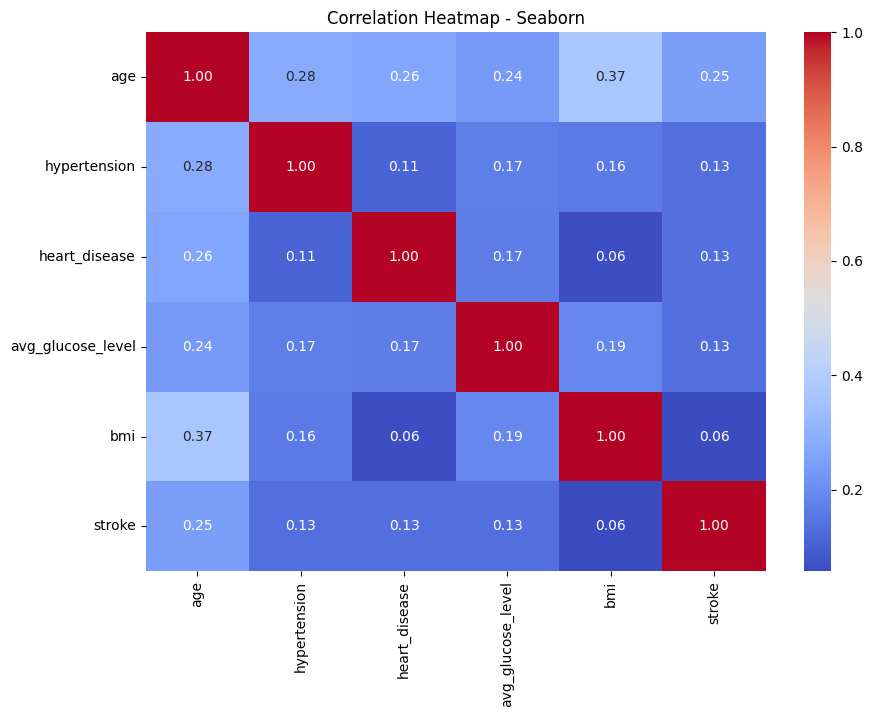 Correlation Heatmap - Seaborn
age 1.00 0.28 0.26 0.24 0.37 0.25
hypertension 0.28 1.00 0.11 0.17 0.16 0.13
heart_disease 0.26 0.11 1.00 0.17 0.06 0.13
avg_glucose_level 0.24 0.17 0.17 1.00 0.19 0.13
bmi 0.37 0.16 0.06 0.19 1.00 0.06
stroke 0.25 0.13 0.13 0.13 0.06 1.00
age
hypertension
heart_disease
avg_glucose_level
bmi
stroke
1.0
0.8
0.6
0.4
0.2